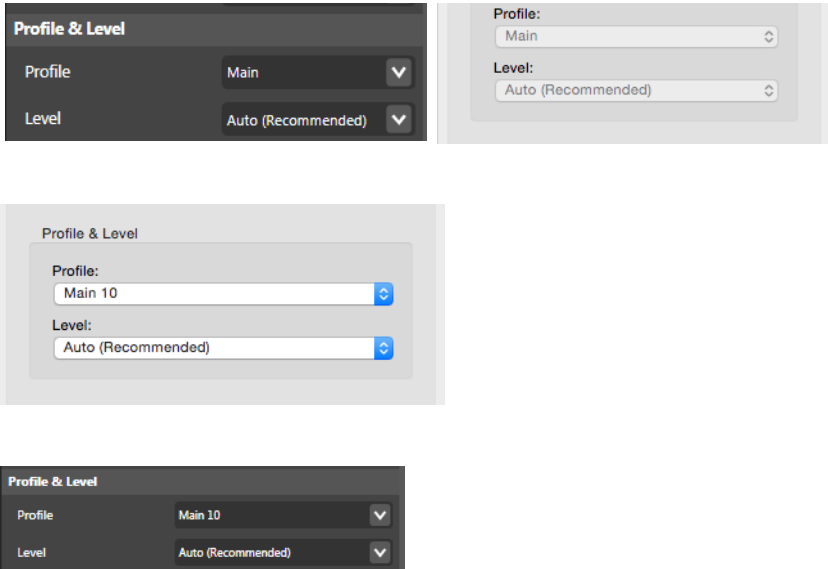 Profile & Level
Profile Main
Level Auto (Recommended)
Profile:
Main
Level:
Auto (Recommended)
Profile & Level
Profile:
Main 10
Level:
Auto (Recommended)
Profile & Level
Profile Main 10
Level Auto (Recommended)